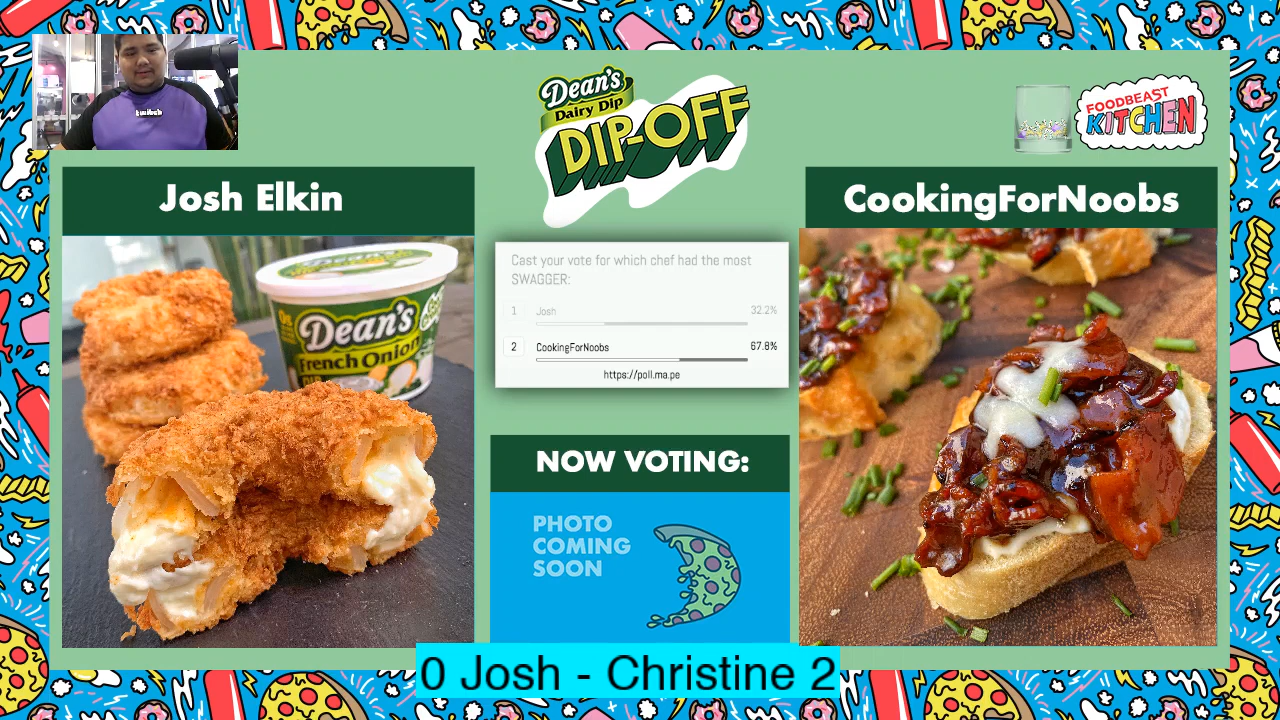 twitch
Dean's
Dairy Dip
DIP-OFF
FOODBEAST
KITCHEN
Josh Elkin
CookingForNoobs
Dean's
French Onion
Cast your vote for which chef had the most
SWAGGER:
1 Josh 32.2%
2 CookingForNoobs 67.8%
https://poll.ma.pe
NOW VOTING:
PHOTO
COMING
SOON
0 Josh - Christine 2